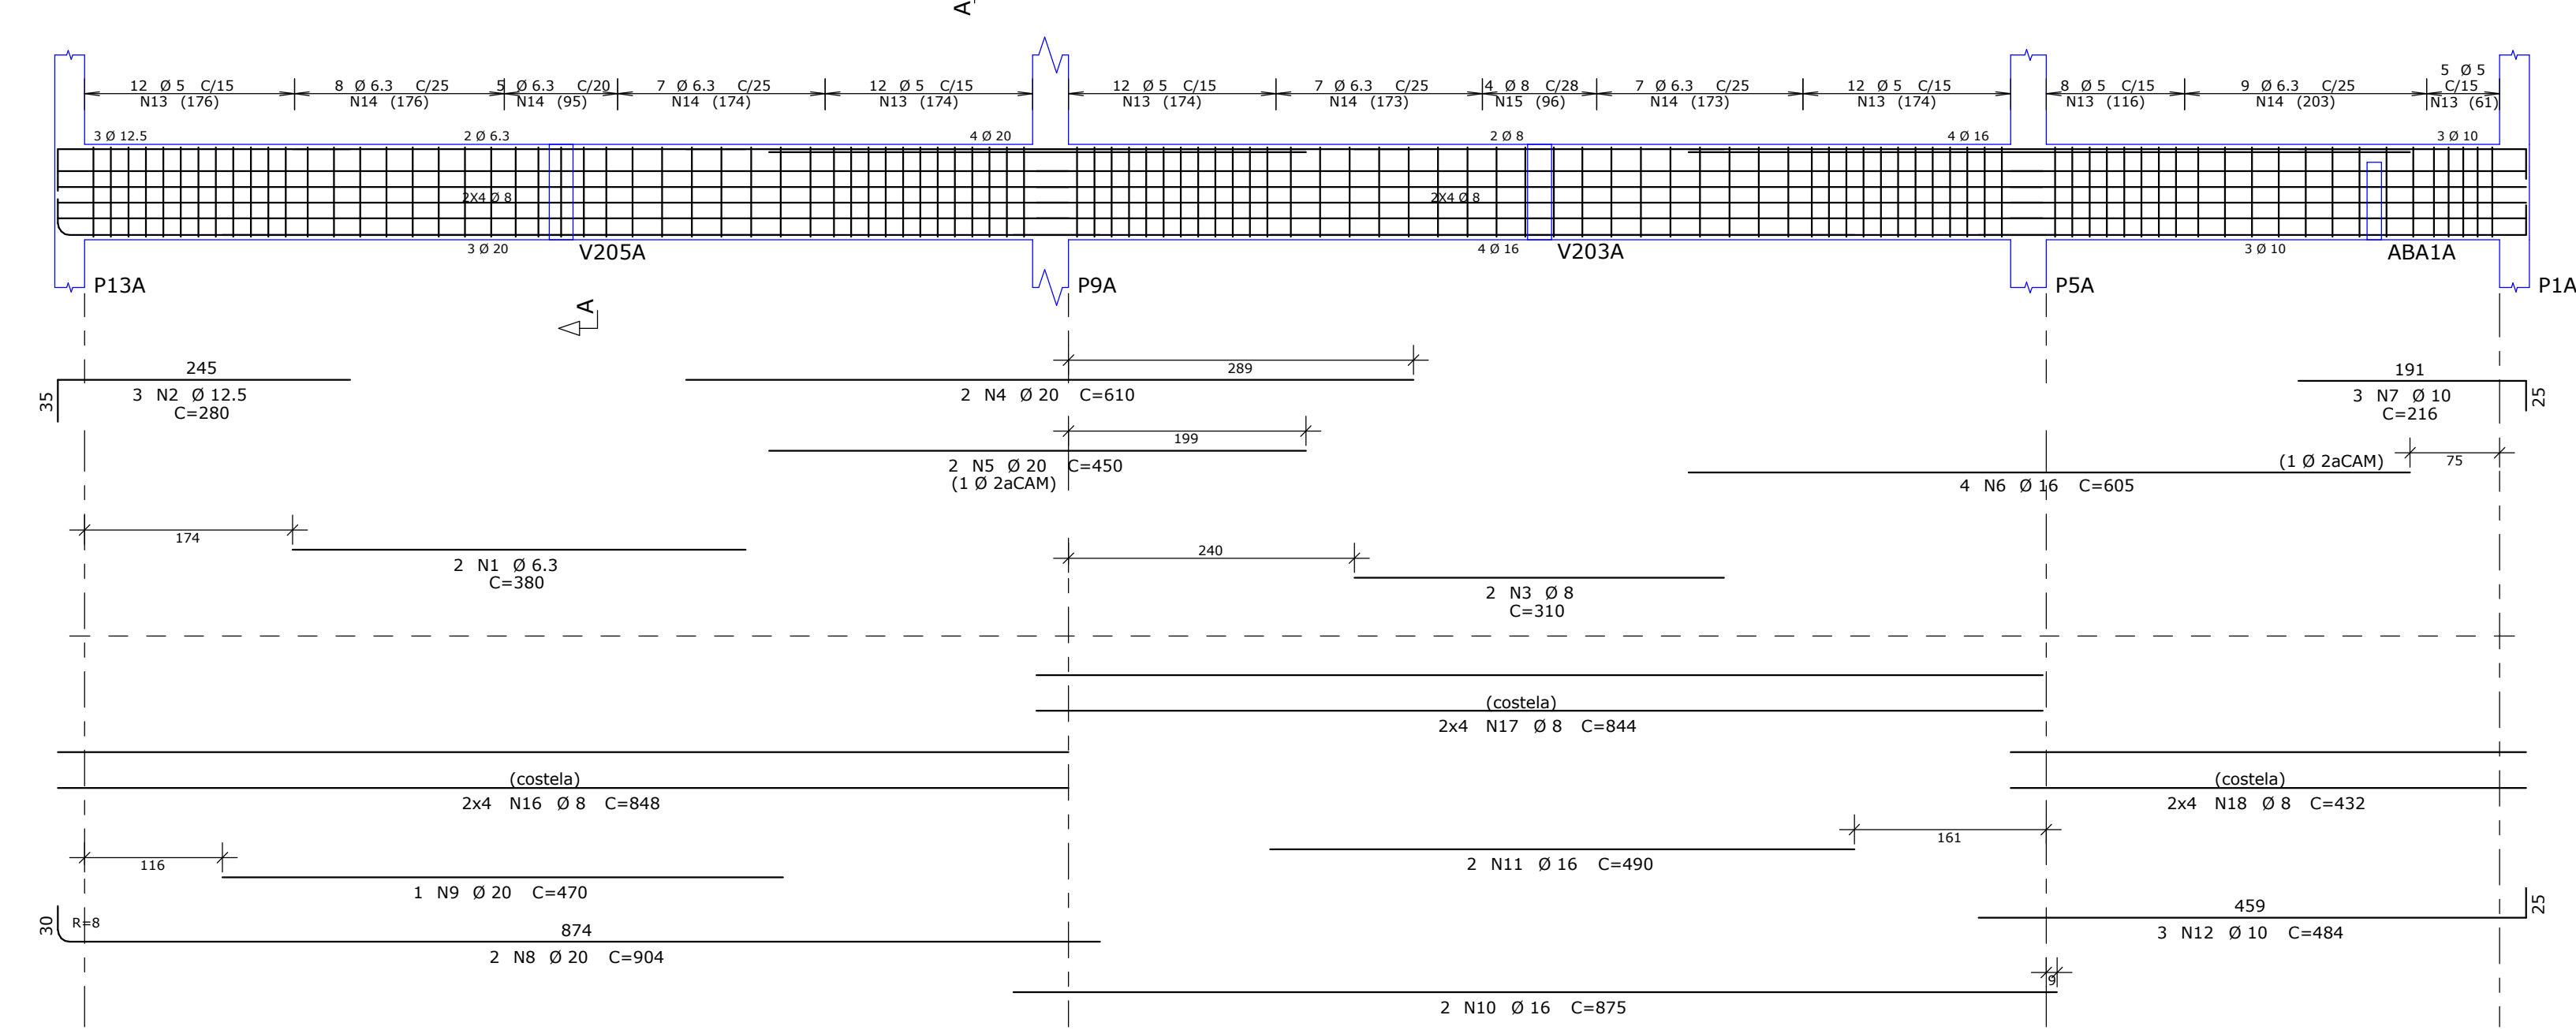 A
12 Ø 5 C/15
N13 (176)
8 Ø 6.3 C/25
N14 (176)
5 Ø 6.3 C/20
N14 (95)
7 Ø 6.3 C/25
N14 (174)
12 Ø 5 C/15
N13 (174)
12 Ø 5 C/15
N13 (174)
7 Ø 6.3 C/25
N14 (173)
4 Ø 8 C/28
N15 (96)
7 Ø 6.3 C/25
N14 (173)
12 Ø 5 C/15
N13 (174)
8 Ø 5 C/15
N13 (116)
9 Ø 6.3 C/25
N14 (203)
5 Ø 5
C/15
N13 (61)
3 Ø 12.5
2 Ø 6.3
4 Ø 20
2 Ø 8
4 Ø 16
3 Ø 10
2X4 Ø 8
2X4 Ø 8
3 Ø 20
V205A
4 Ø 16
V203A
3 Ø 10
ABA1A
P13A
P9A
P5A
P1A
A
245
35
3 N2 Ø 12.5
C=280
289
2 N4 Ø 20 C=610
191
25
3 N7 Ø 10
C=216
199
2 N5 Ø 20 C=450
(1 Ø 2aCAM)
(1 Ø 2aCAM)
75
4 N6 Ø 16 C=605
174
2 N1 Ø 6.3
C=380
240
2 N3 Ø 8
C=310
(costela)
2x4 N17 Ø 8 C=844
(costela)
2x4 N16 Ø 8 C=848
(costela)
2x4 N18 Ø 8 C=432
161
2 N11 Ø 16 C=490
116
1 N9 Ø 20 C=470
30
R=8
874
2 N8 Ø 20 C=904
459
25
3 N12 Ø 10 C=484
9
2 N10 Ø 16 C=875